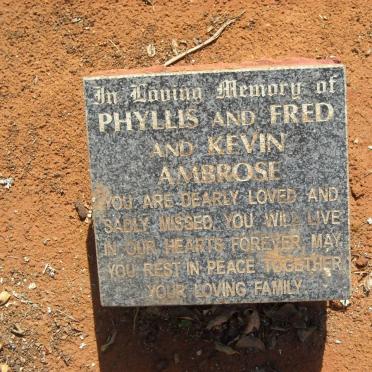 In Loving Memory of
PHYLLIS AND FRED
AND KEVIN
AMBROSE
YOU ARE DEARLY LOVED AND
SADLY MISSED. YOU WILL LIVE
IN OUR HEARTS FOREVER. MAY
YOU REST IN PEACE TOGETHER
YOUR LOVING FAMILY